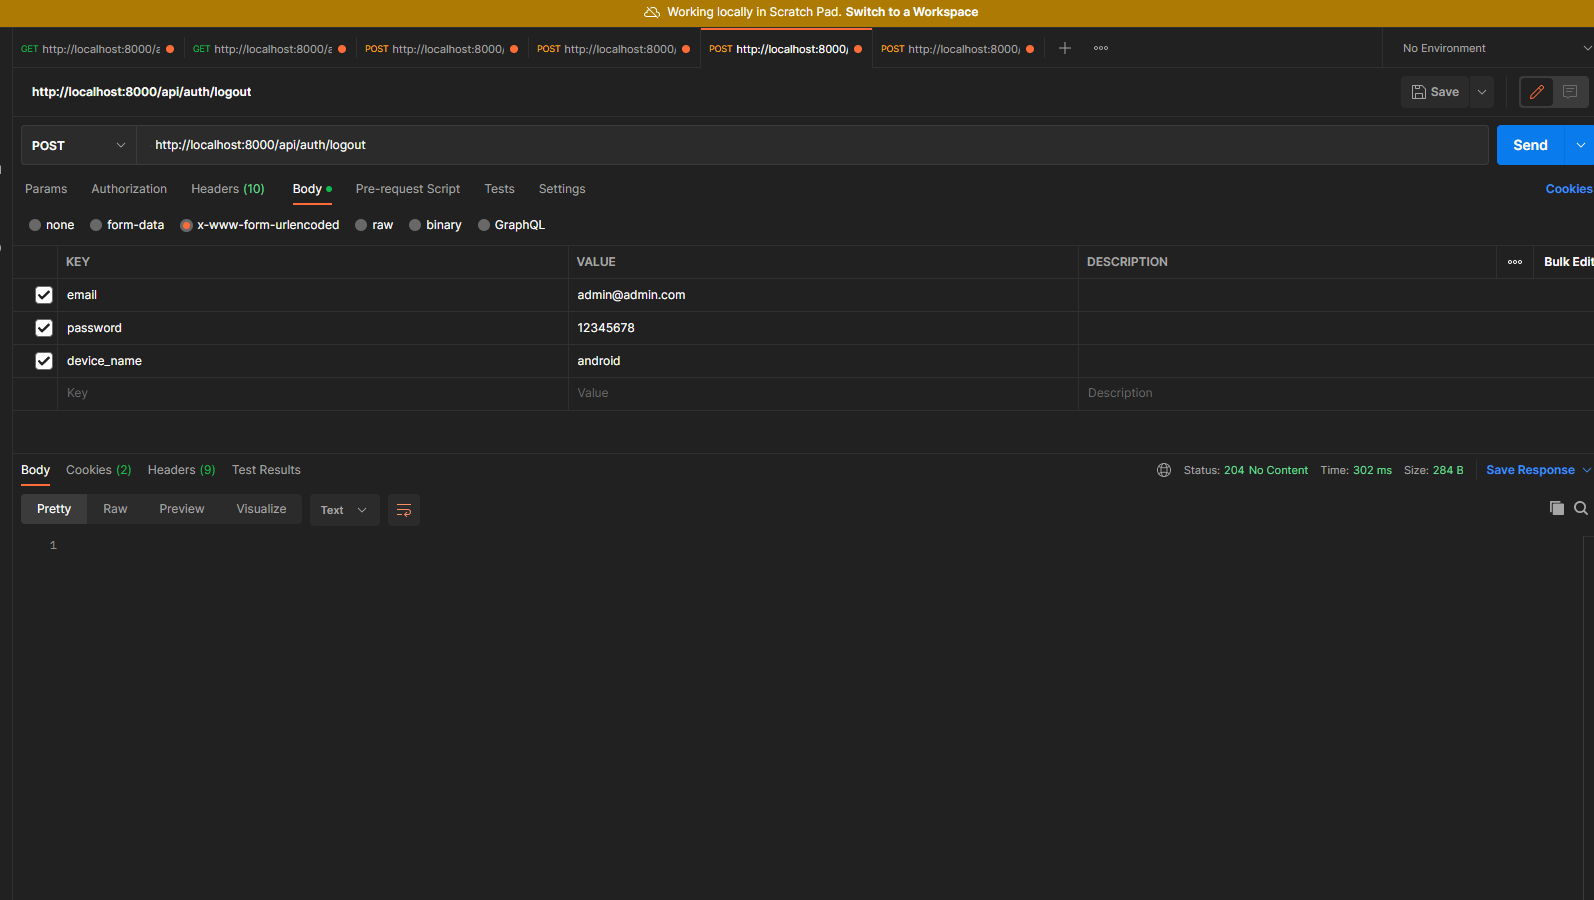 Working locally in Scratch Pad. Switch to a Workspace
GET http://localhost:8000/a GET http://localhost:8000/a POST http://localhost:8000/ POST http://localhost:8000/ POST http://localhost:8000/ POST http://localhost:8000/ No Environment
http://localhost:8000/api/auth/logout Save
POST http://localhost:8000/api/auth/logout Send
Params Authorization Headers (10) Body Pre-request Script Tests Settings Cookies
none form-data x-www-form-urlencoded raw binary GraphQL
KEY VALUE DESCRIPTION Bulk Edit
email admin@admin.com
password 12345678
device_name android
Key Value Description
Body Cookies (2) Headers (9) Test Results Status: 204 No Content Time: 302 ms Size: 284 B Save Response
Pretty Raw Preview Visualize Text
1